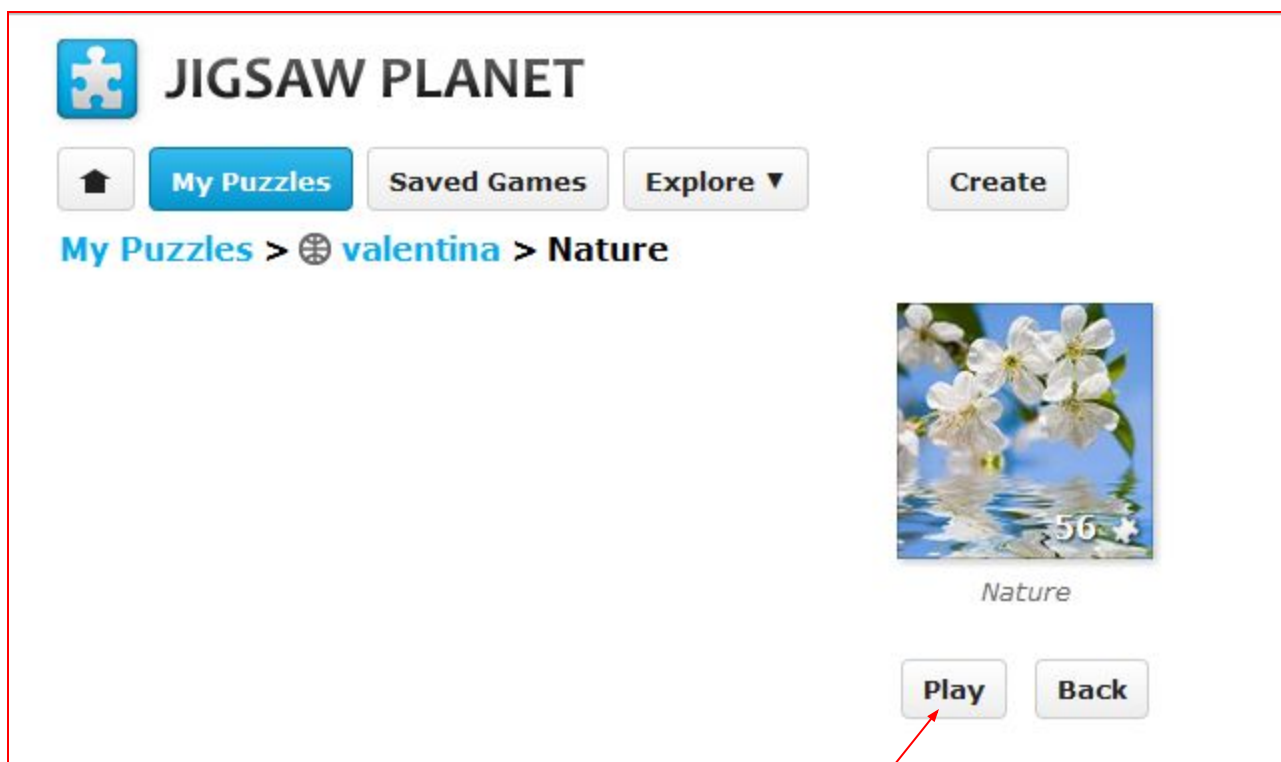 JIGSAW PLANET
My Puzzles Saved Games Explore ▼ Create
My Puzzles > valentina > Nature
56
Nature
Play Back